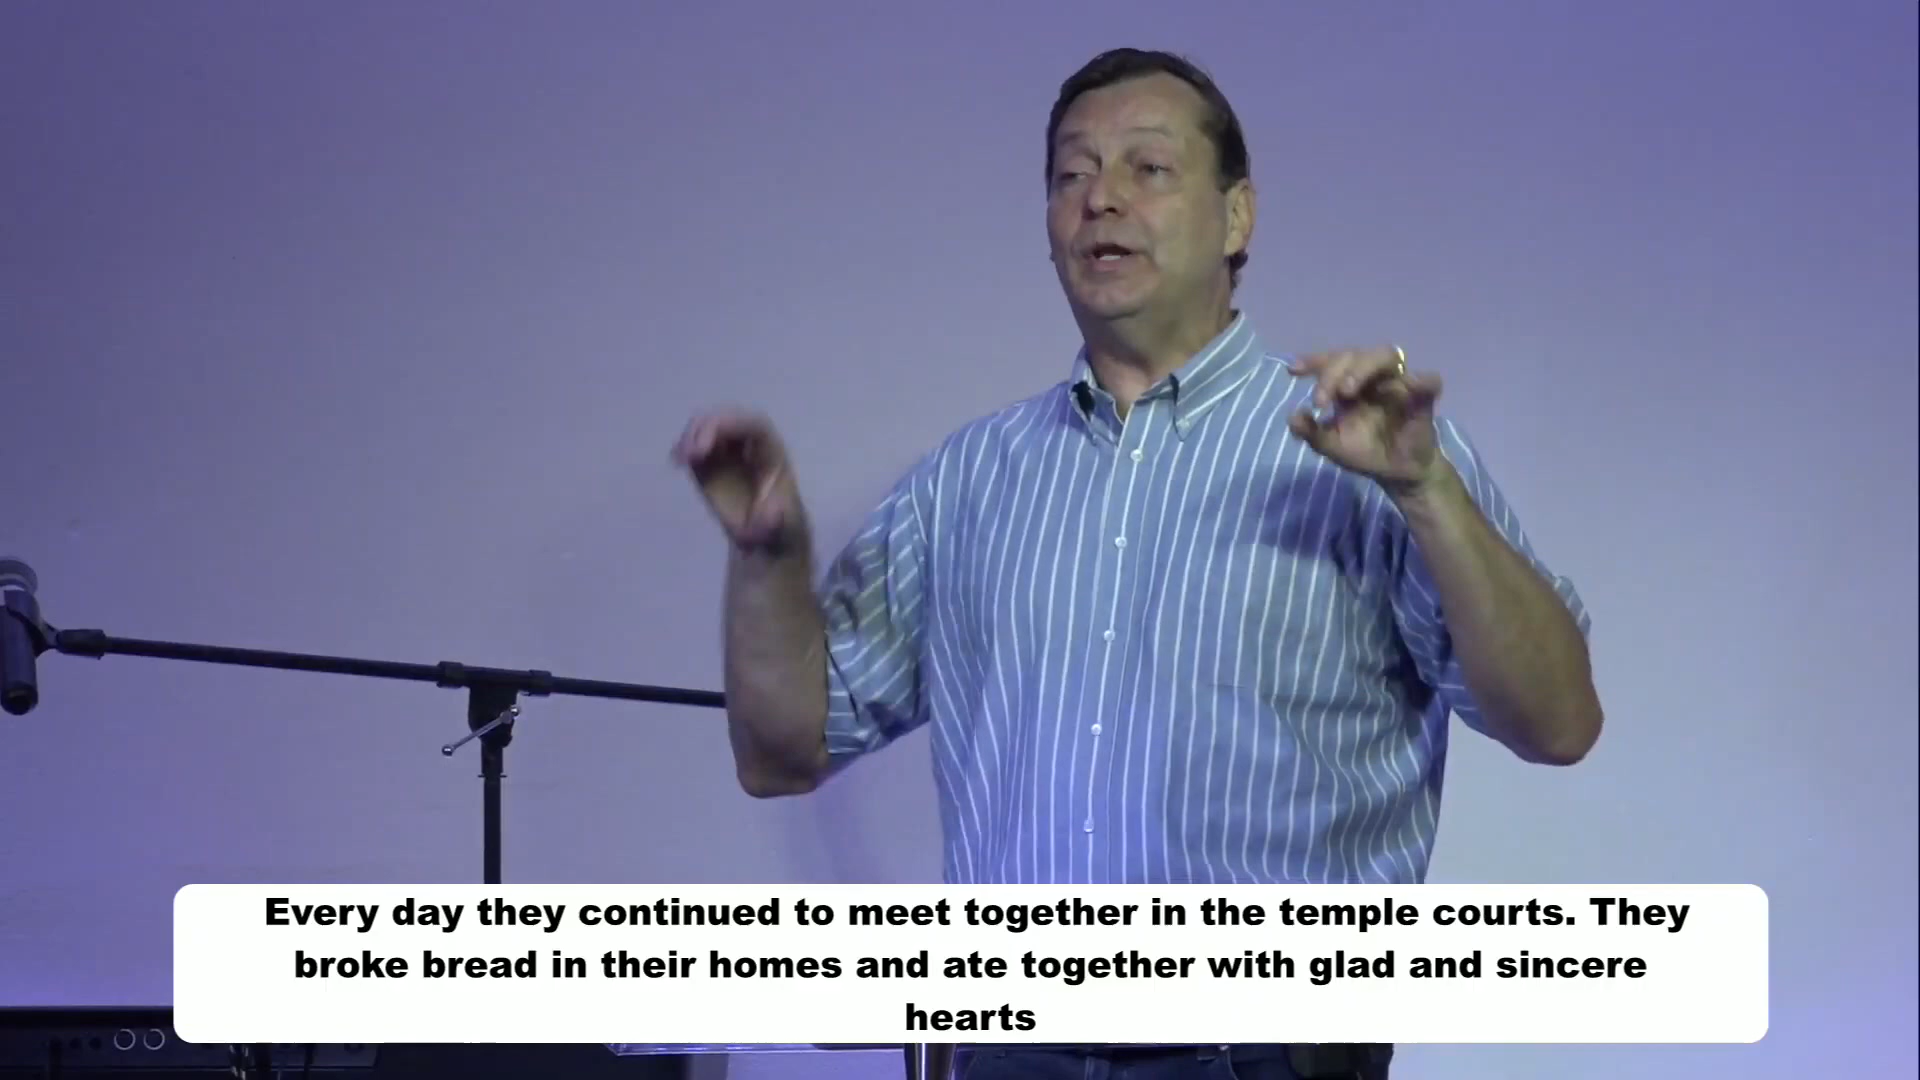 Every day they continued to meet together in the temple courts. They
broke bread in their homes and ate together with glad and sincere
hearts